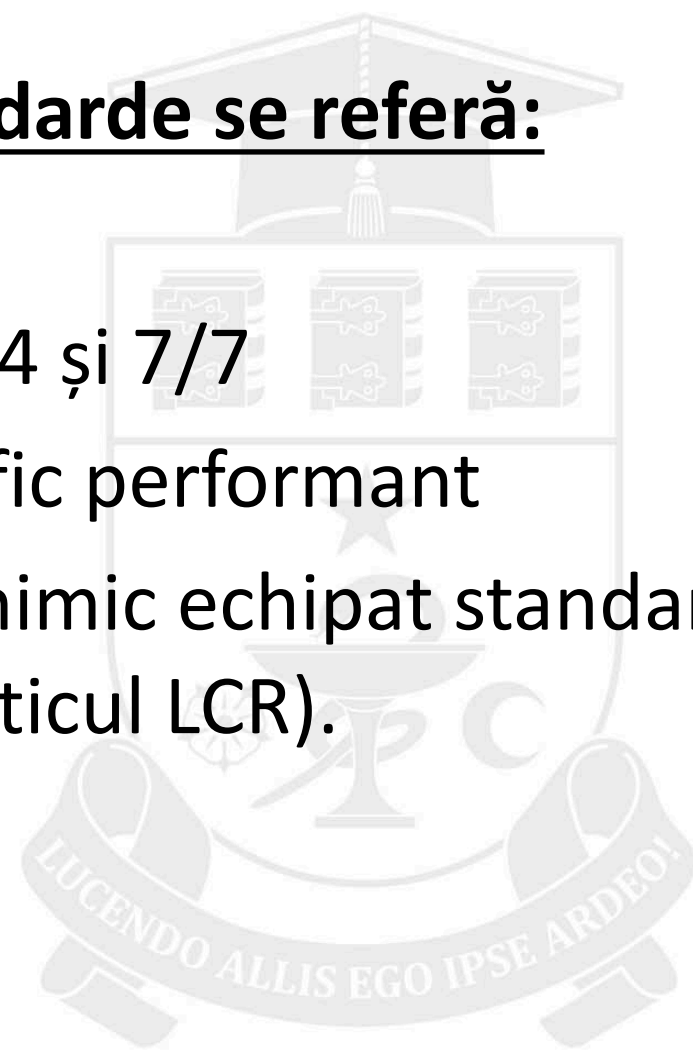 darde se referă:
4 și 7/7
fic performant
nimic echipat standar
ticul LCR).
LUCENDO ALLIS EGO IPSE ARDEO!